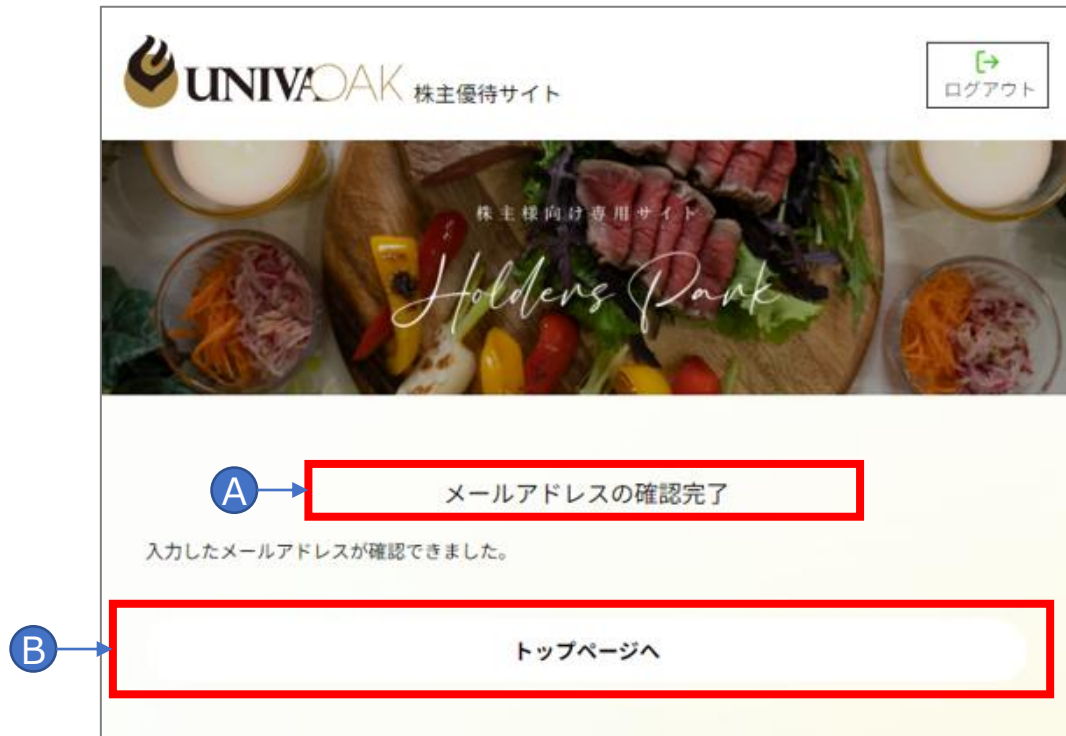 UNIVA OAK 株主優待サイト
ログアウト
株主様向け専用サイト
Holders Park
A
メールアドレスの確認完了
入力したメールアドレスが確認できました。
B
トップページへ